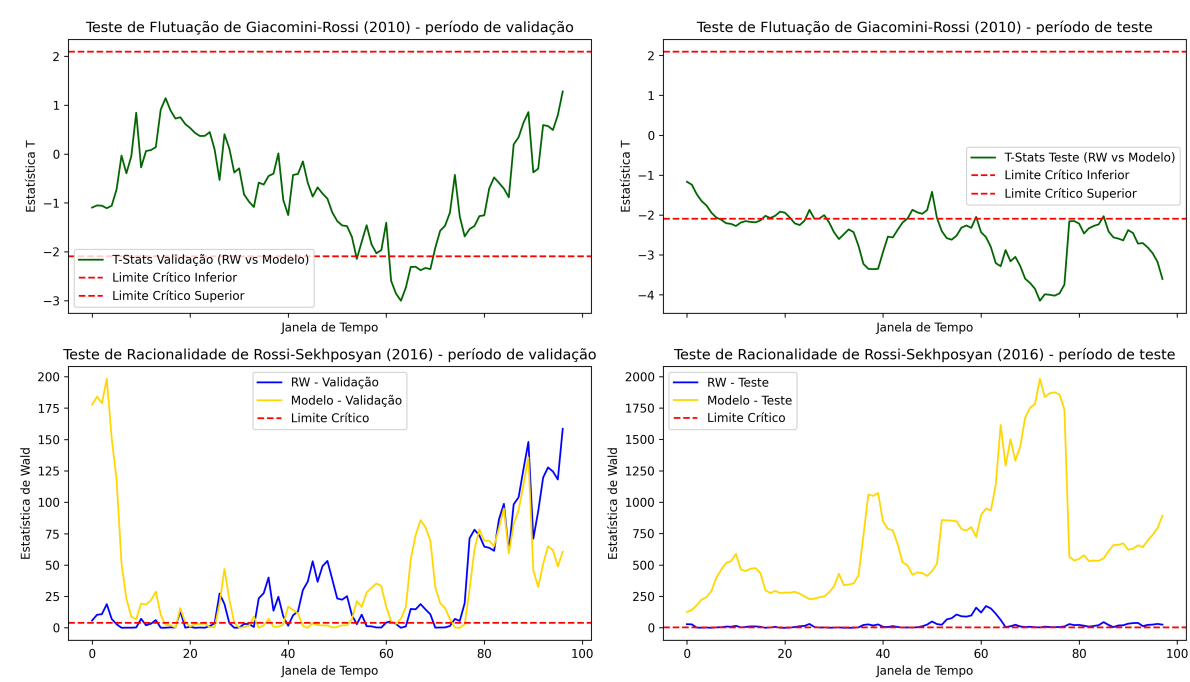 Teste de Flutuação de Giacomini-Rossi (2010) - período de validação
2
1
0
−1
−2
−3
Estatística T
T-Stats Validação (RW vs Modelo)
Limite Crítico Inferior
Limite Crítico Superior
Janela de Tempo
Teste de Flutuação de Giacomini-Rossi (2010) - período de teste
2
1
0
−1
−2
−3
−4
Estatística T
T-Stats Teste (RW vs Modelo)
Limite Crítico Inferior
Limite Crítico Superior
Janela de Tempo
Teste de Racionalidade de Rossi-Sekhposyan (2016) - período de validação
200
175
150
125
100
75
50
25
0
Estatística de Wald
RW - Validação
Modelo - Validação
Limite Crítico
0 20 40 60 80 100
Janela de Tempo
Teste de Racionalidade de Rossi-Sekhposyan (2016) - período de teste
2000
1750
1500
1250
1000
750
500
250
0
Estatística de Wald
RW - Teste
Modelo - Teste
Limite Crítico
0 20 40 60 80 100
Janela de Tempo